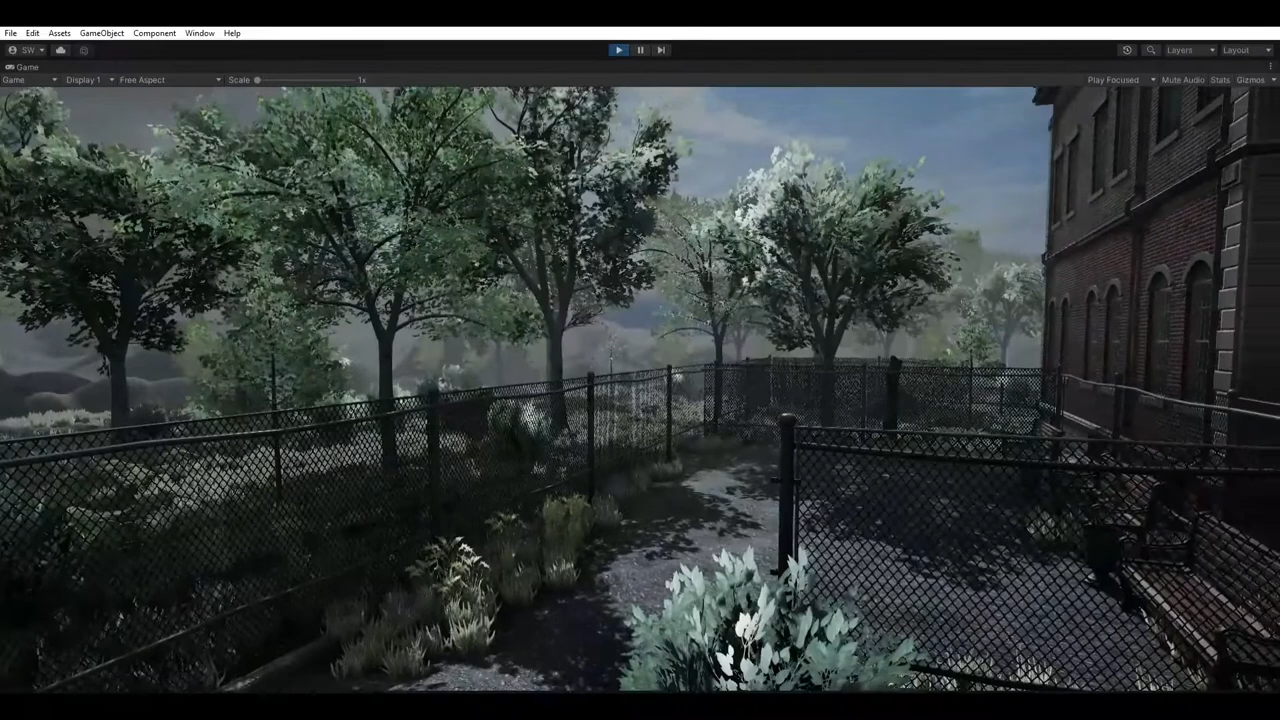 File Edit Assets GameObject Component Window Help
SW Layers Layout
Game
Game Display 1 Free Aspect Scale 1x Play Focused Mute Audio Stats Gizmos